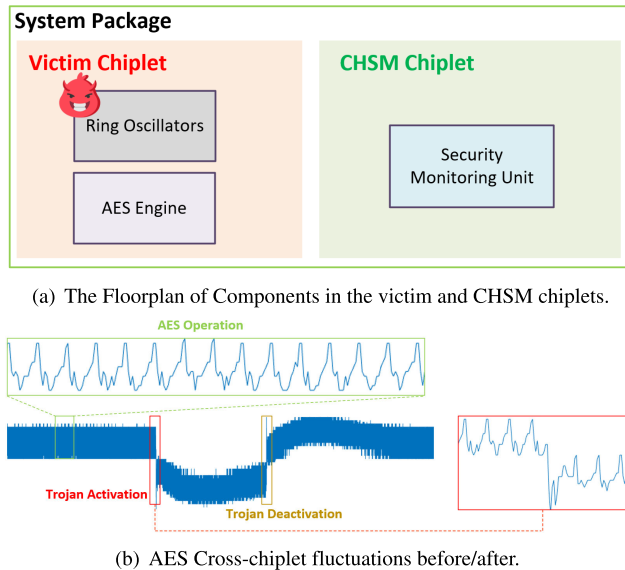 System Package
Victim Chiplet
CHSM Chiplet
Ring Oscillators
AES Engine
Security
Monitoring Unit
(a) The Floorplan of Components in the victim and CHSM chiplets.
AES Operation
Trojan Activation
Trojan Deactivation
(b) AES Cross-chiplet fluctuations before/after.